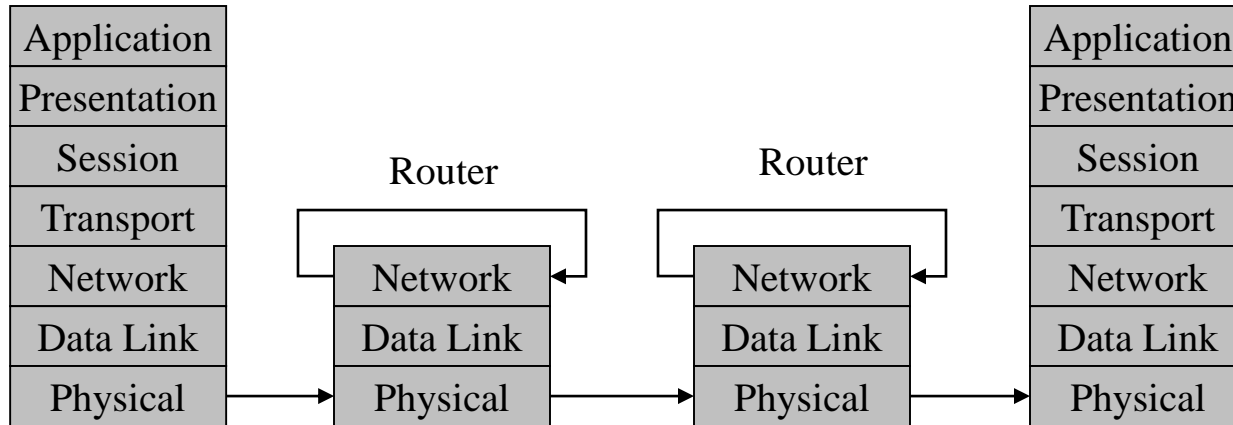 Application
Presentation
Session
Transport
Network
Data Link
Physical
Router
Network
Data Link
Physical
Router
Network
Data Link
Physical
Application
Presentation
Session
Transport
Network
Data Link
Physical